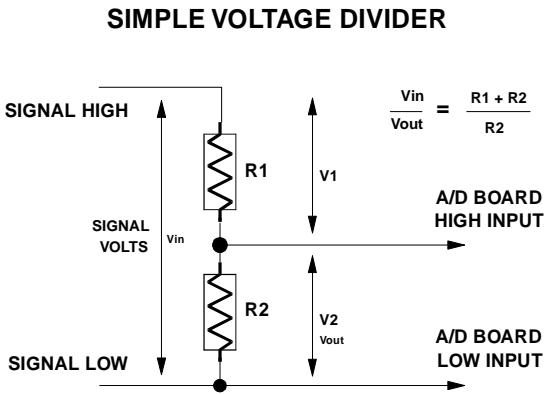 SIMPLE VOLTAGE DIVIDER
SIGNAL HIGH
Vin
Vout
=
R1 + R2
R2
R1
V1
A/D BOARD
HIGH INPUT
SIGNAL
VOLTS
Vin
R2
V2
Vout
SIGNAL LOW
A/D BOARD
LOW INPUT